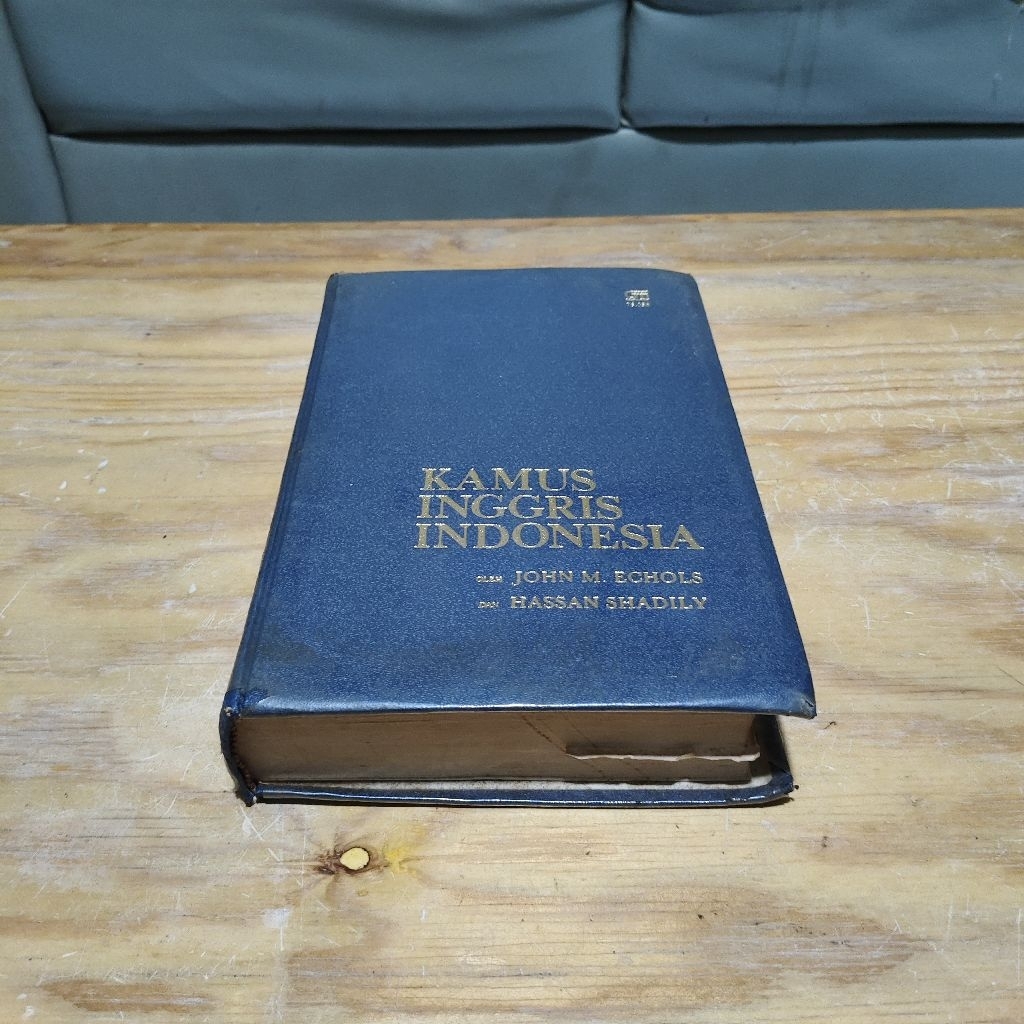 KAMUS
INGGRIS
INDONESIA
OLEH JOHN M. ECHOLS
DAN HASSAN SHADILY